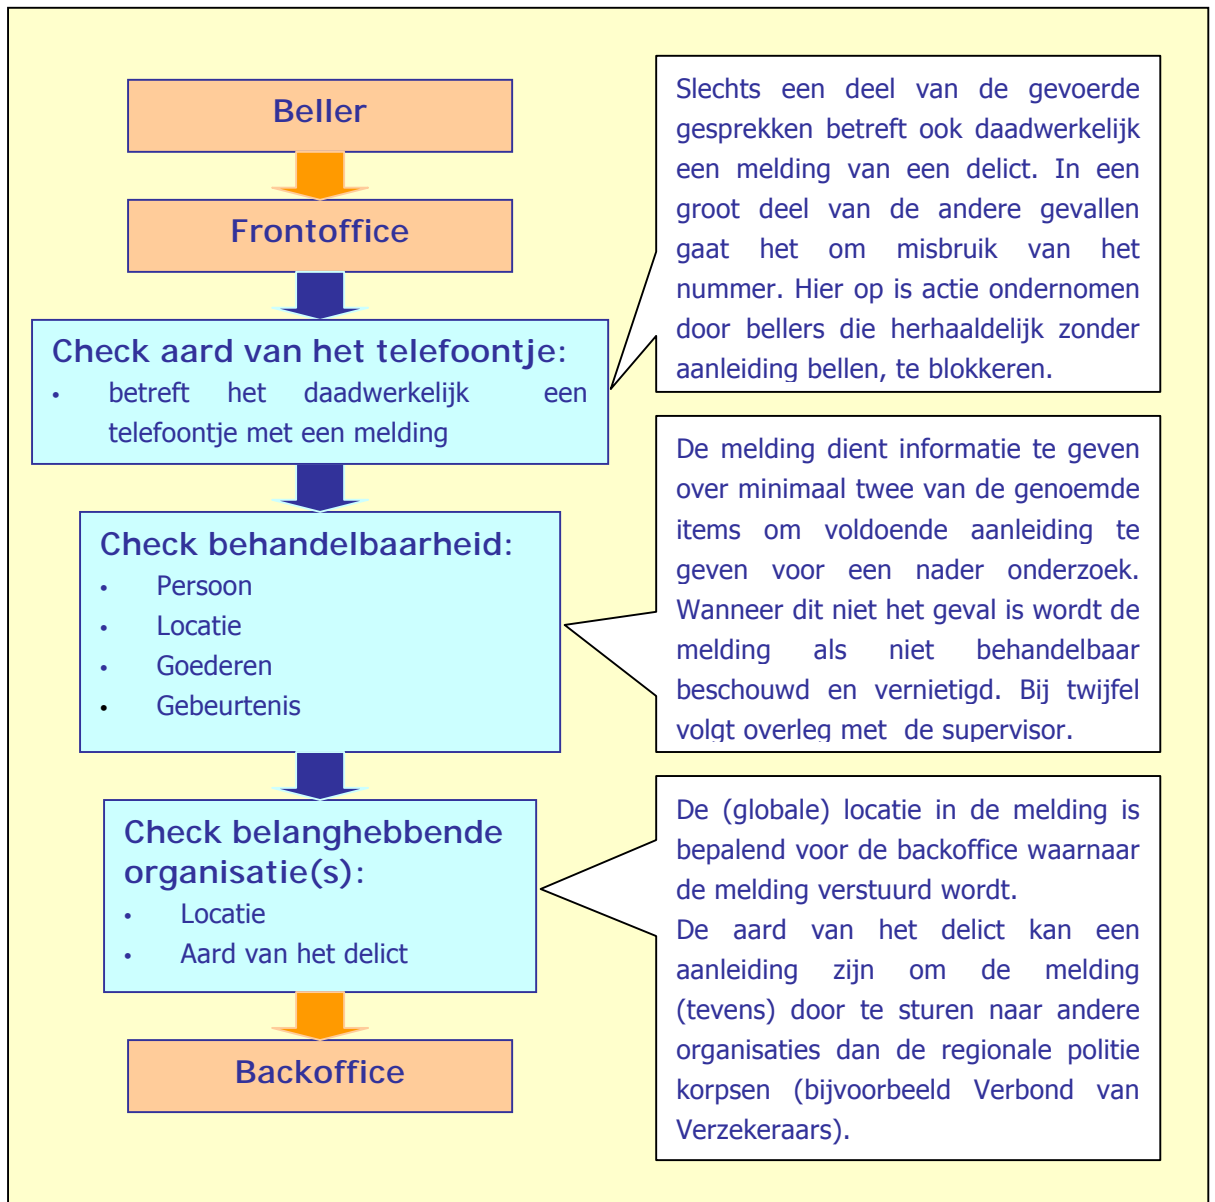 Beller
Frontoffice
Check aard van het telefoontje:
• betreft het daadwerkelijk een
telefoontje met een melding
Slechts een deel van de gevoerde
gesprekken betreft ook daadwerkelijk
een melding van een delict. In een
groot deel van de andere gevallen
gaat het om misbruik van het
nummer. Hier op is actie ondernomen
door bellers die herhaaldelijk zonder
aanleiding bellen, te blokkeren.
Check behandelbaarheid:
• Persoon
• Locatie
• Goederen
• Gebeurtenis
De melding dient informatie te geven
over minimaal twee van de genoemde
items om voldoende aanleiding te
geven voor een nader onderzoek.
Wanneer dit niet het geval is wordt de
melding als niet behandelbaar
beschouwd en vernietigd. Bij twijfel
volgt overleg met de supervisor.
Check belanghebbende
organisatie(s):
• Locatie
• Aard van het delict
De (globale) locatie in de melding is
bepalend voor de backoffice waarnaar
de melding verstuurd wordt.
De aard van het delict kan een
aanleiding zijn om de melding
(tevens) door te sturen naar andere
organisaties dan de regionale politie
korpsen (bijvoorbeeld Verbond van
Verzekeraars).
Backoffice